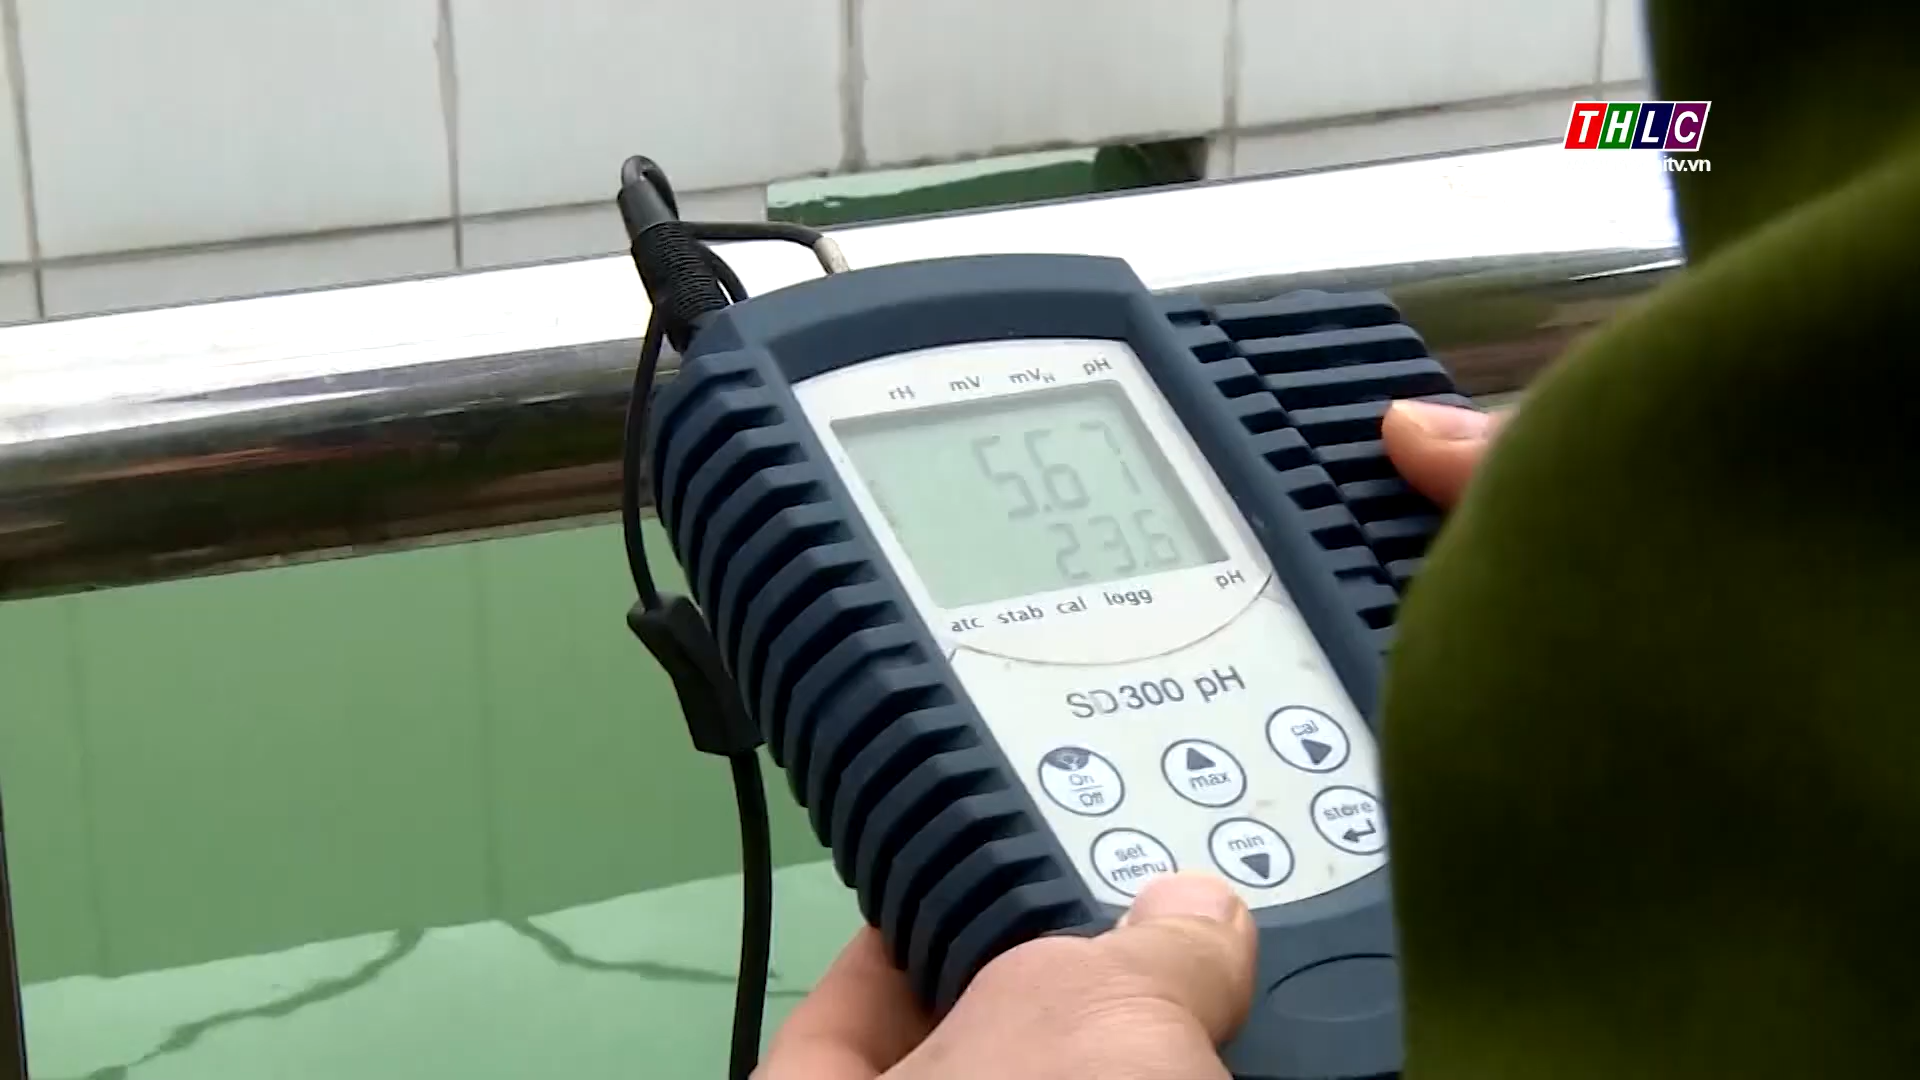 THLC
itv.vn
rH mV mVH pH
5.67
23.6
atc stab cal logg pH
SD300 pH
On
Off
max
cal
set
menu
min
store